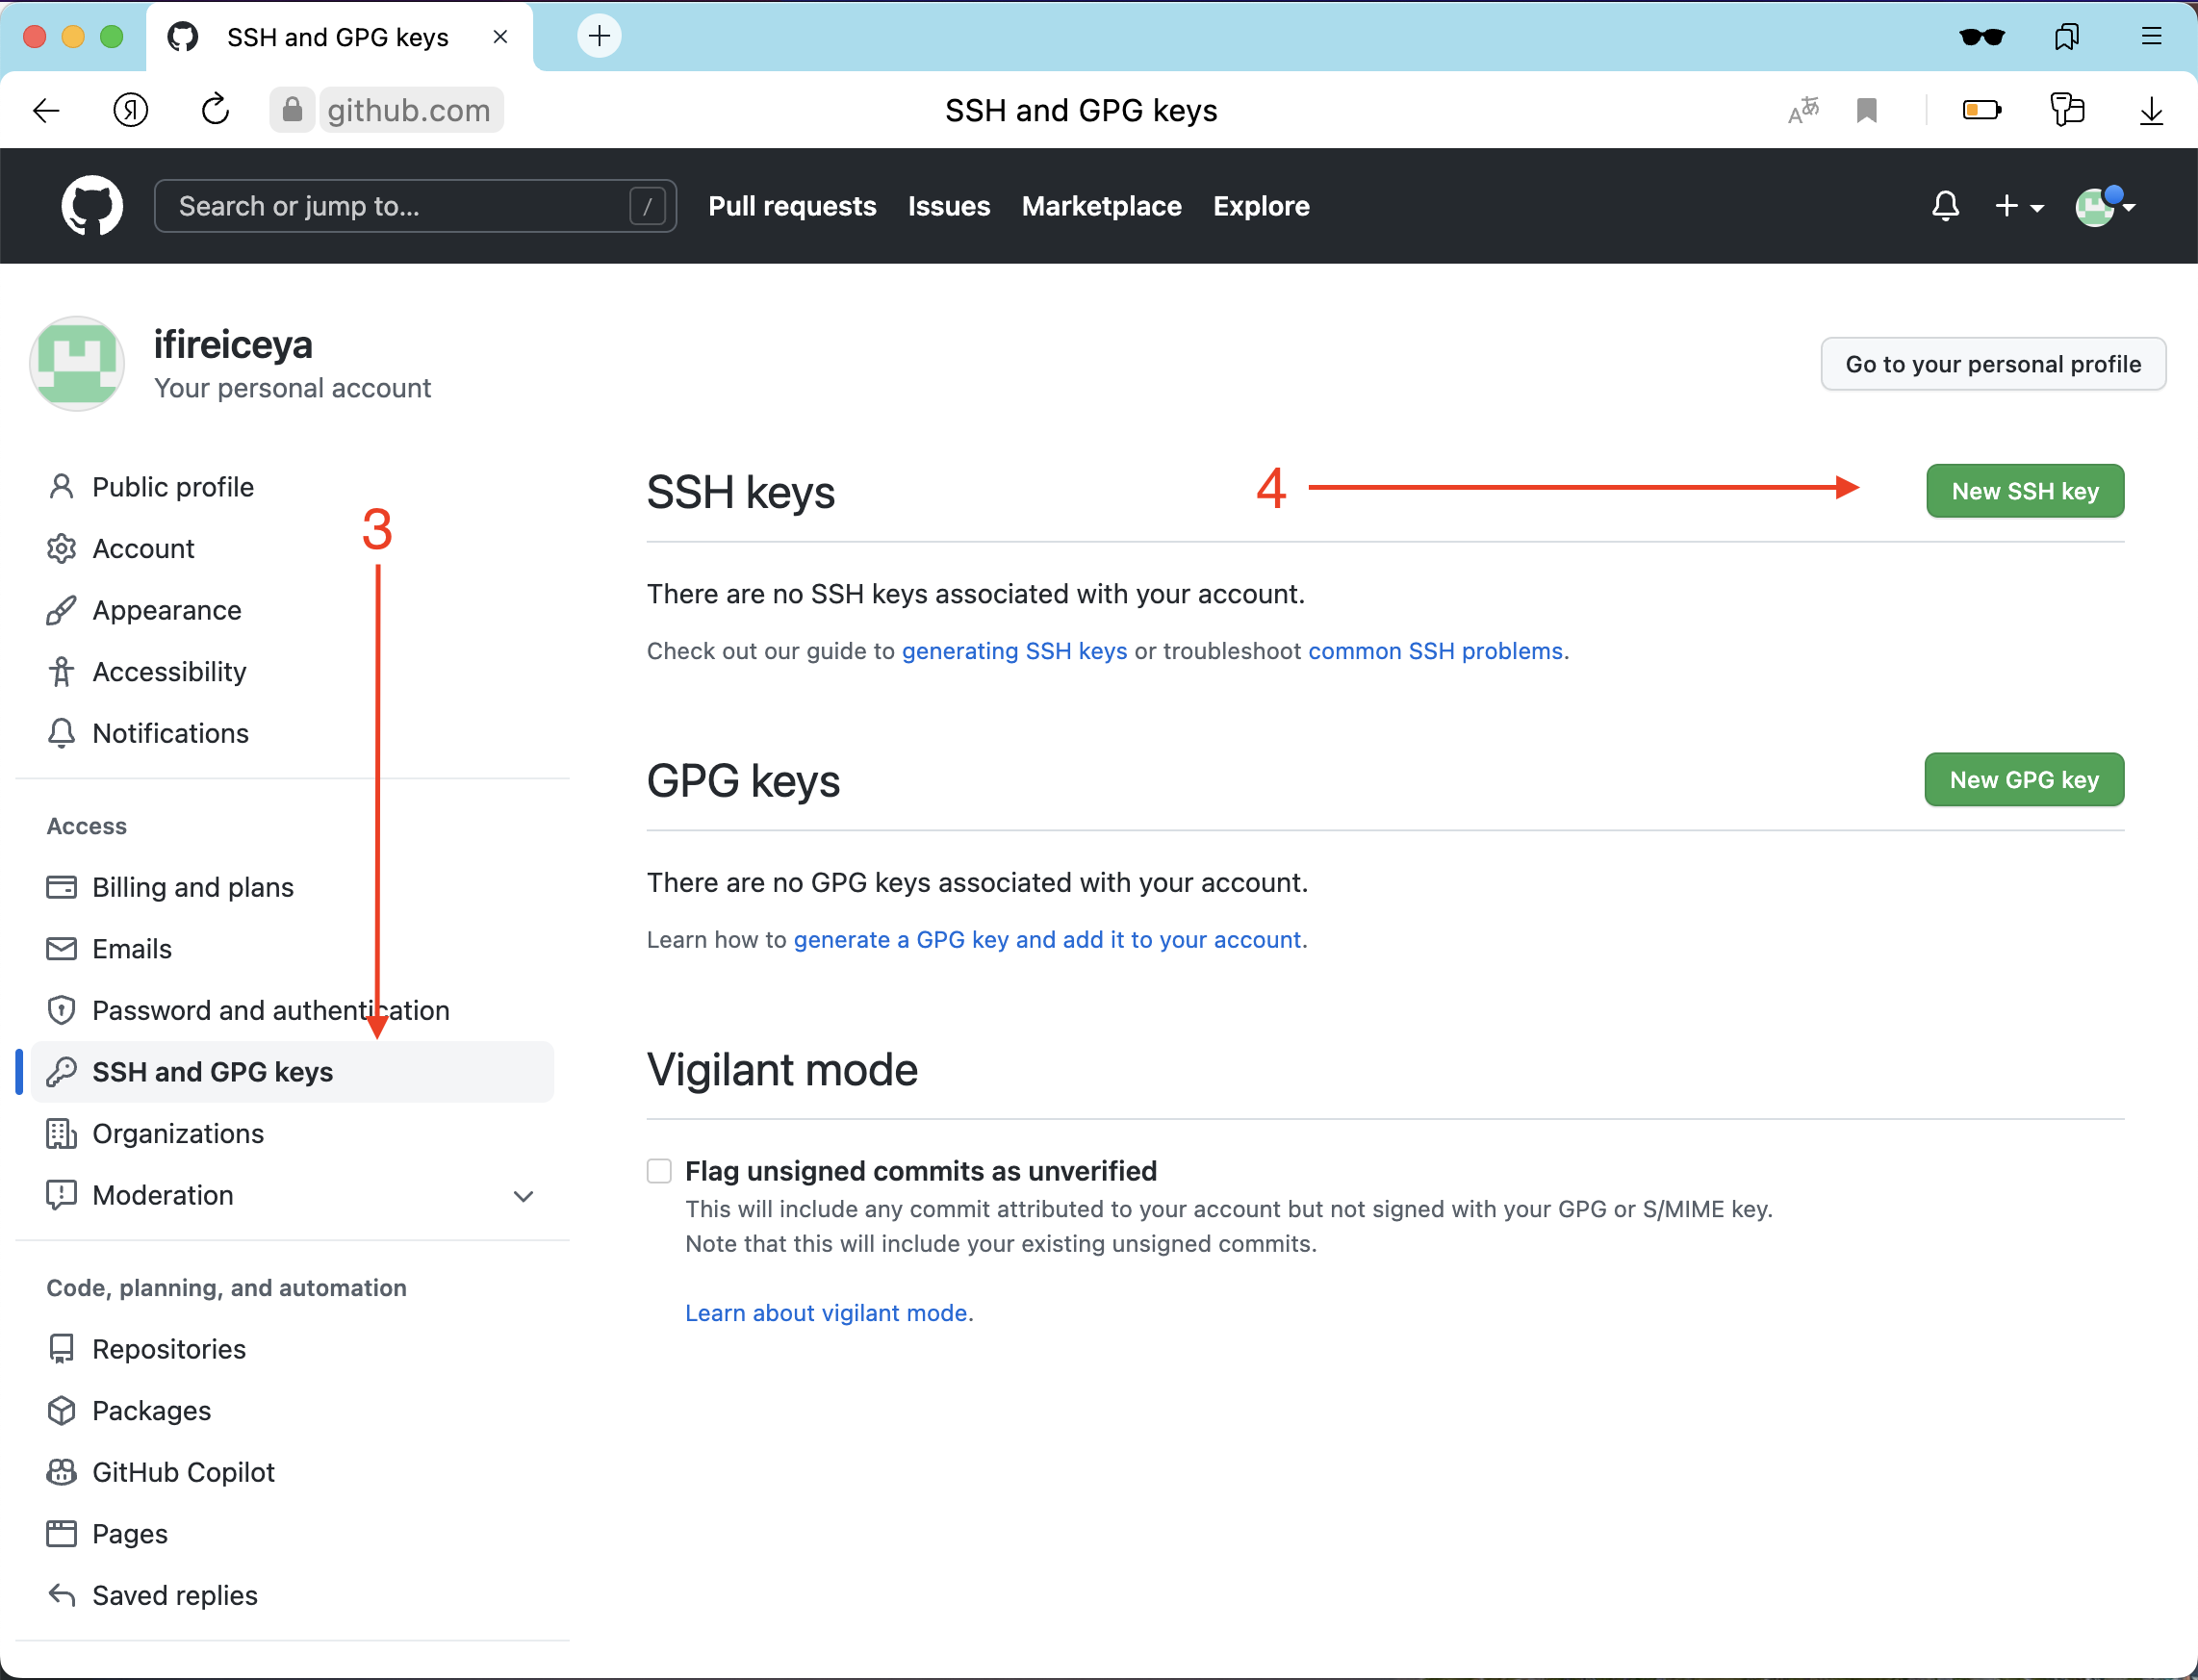 SSH and GPG keys
github.com
SSH and GPG keys
Search or jump to...
/
Pull requests
Issues
Marketplace
Explore
ifireiceya
Your personal account
Go to your personal profile
Public profile
Account
Appearance
Accessibility
Notifications
Access
Billing and plans
Emails
Password and authentication
SSH and GPG keys
Organizations
Moderation
Code, planning, and automation
Repositories
Packages
GitHub Copilot
Pages
Saved replies
3
SSH keys
4
New SSH key
There are no SSH keys associated with your account.
Check out our guide to generating SSH keys or troubleshoot common SSH problems.
GPG keys
New GPG key
There are no GPG keys associated with your account.
Learn how to generate a GPG key and add it to your account.
Vigilant mode
Flag unsigned commits as unverified
This will include any commit attributed to your account but not signed with your GPG or S/MIME key.
Note that this will include your existing unsigned commits.
Learn about vigilant mode.